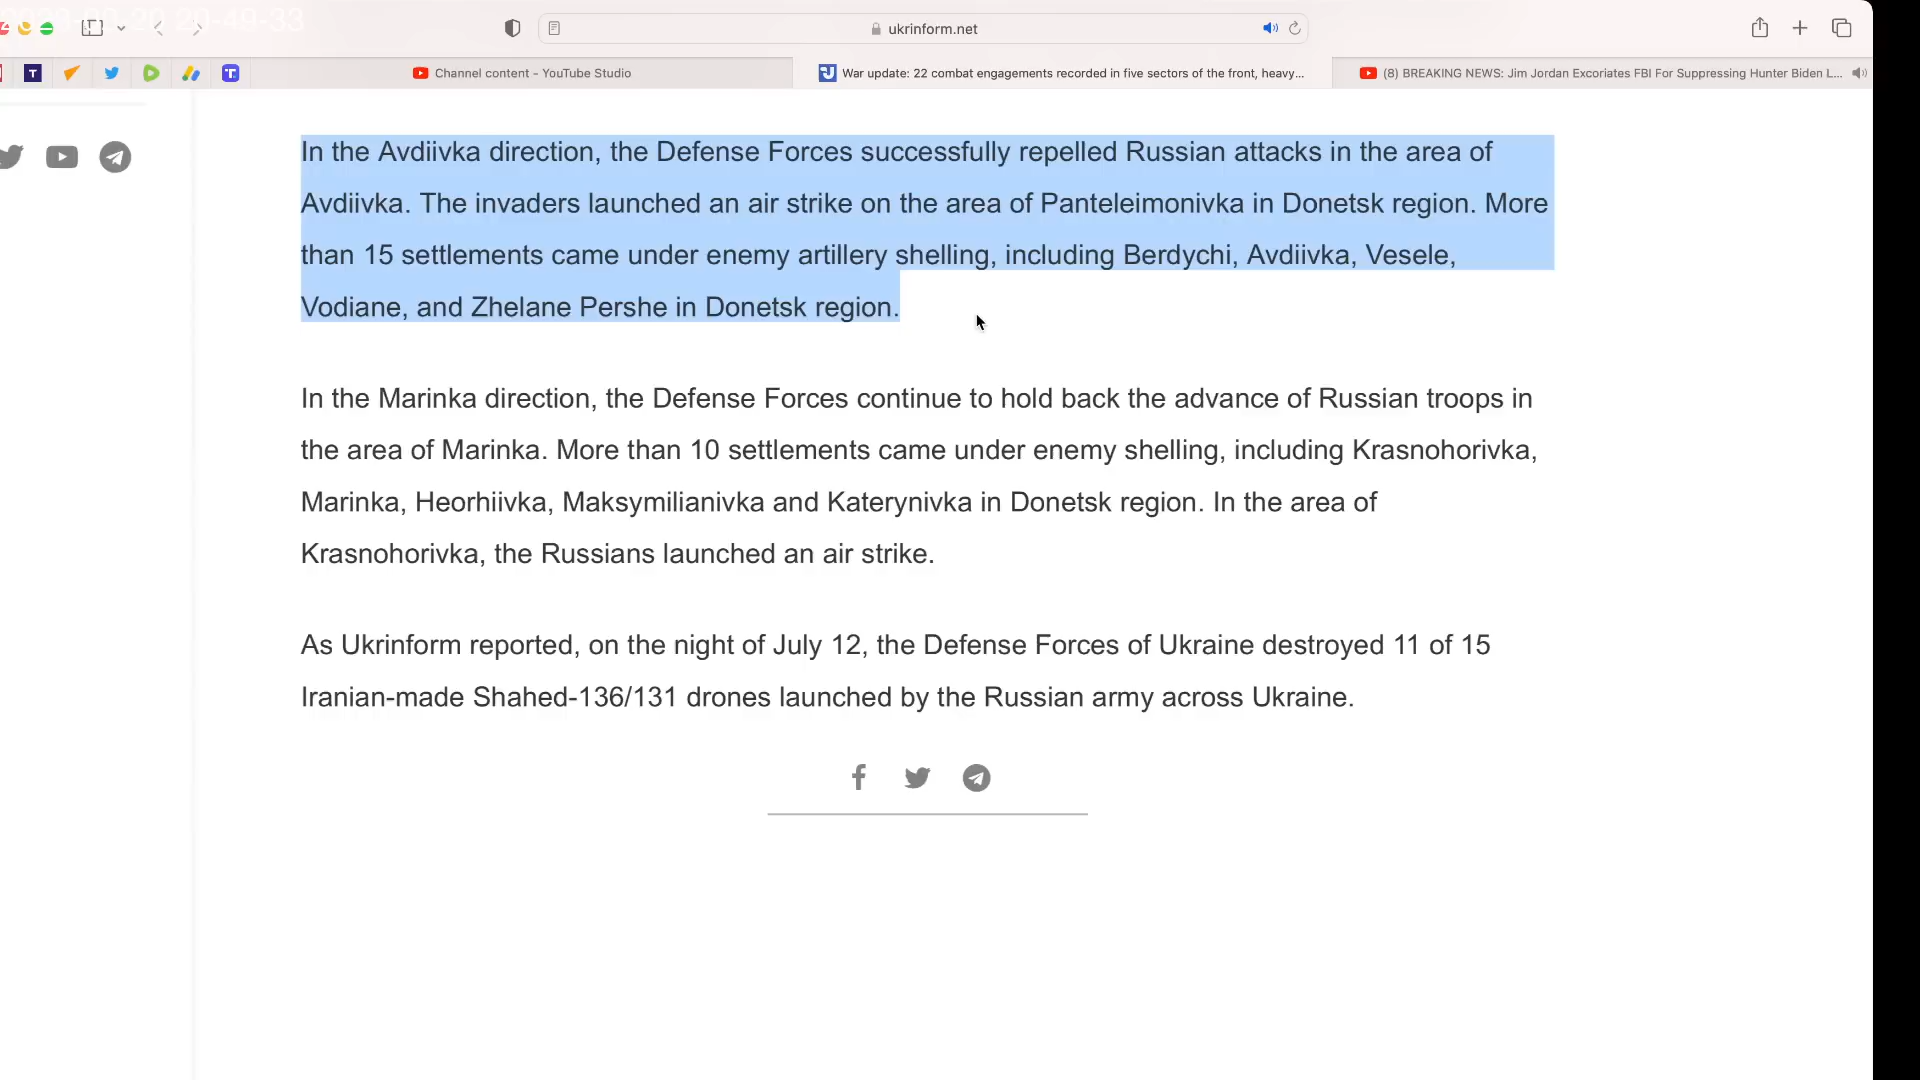 ukrinform.net
Channel content - YouTube Studio
War update: 22 combat engagements recorded in five sectors of the front, heavy...
(8) BREAKING NEWS: Jim Jordan Excoriates FBI For Suppressing Hunter Biden L...
In the Avdiivka direction, the Defense Forces successfully repelled Russian attacks in the area of
Avdiivka. The invaders launched an air strike on the area of Panteleimonivka in Donetsk region. More
than 15 settlements came under enemy artillery shelling, including Berdychi, Avdiivka, Vesele,
Vodiane, and Zhelane Pershe in Donetsk region.
In the Marinka direction, the Defense Forces continue to hold back the advance of Russian troops in
the area of Marinka. More than 10 settlements came under enemy shelling, including Krasnohorivka,
Marinka, Heorhiivka, Maksymilianivka and Katerynivka in Donetsk region. In the area of
Krasnohorivka, the Russians launched an air strike.
As Ukrinform reported, on the night of July 12, the Defense Forces of Ukraine destroyed 11 of 15
Iranian-made Shahed-136/131 drones launched by the Russian army across Ukraine.